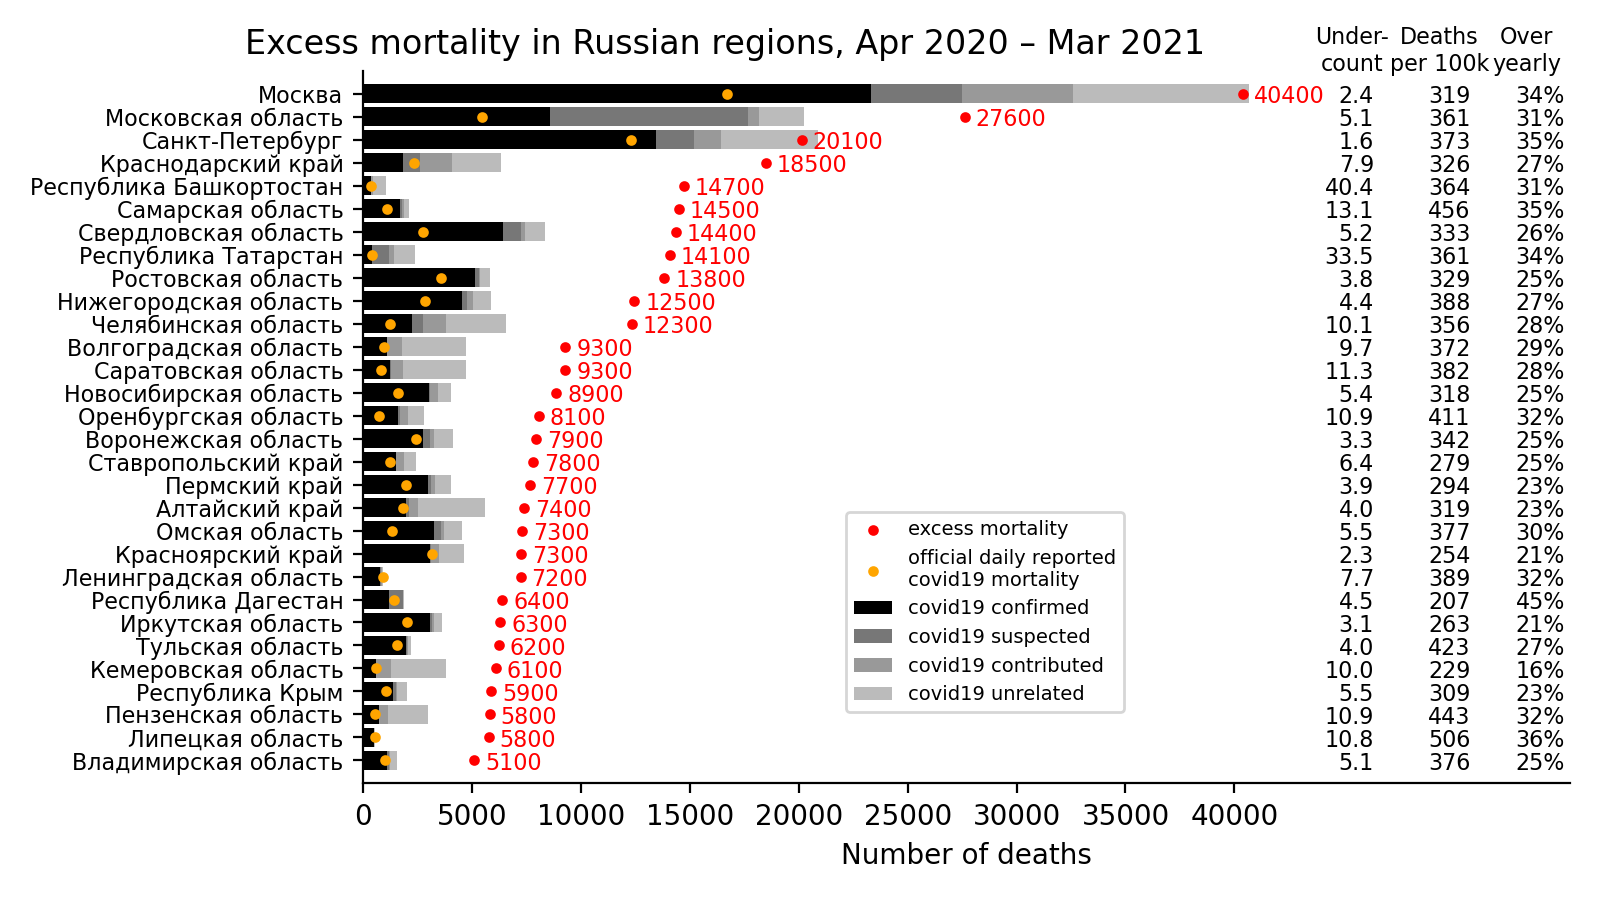 Excess mortality in Russian regions, Apr 2020 – Mar 2021
Under- Deaths Over
count per 100k yearly
Москва 40400 2.4 319 34%
Московская область 27600 5.1 361 31%
Санкт-Петербург 20100 1.6 373 35%
Краснодарский край 18500 7.9 326 27%
Республика Башкортостан 14700 40.4 364 31%
Самарская область 14500 13.1 456 35%
Свердловская область 14400 5.2 333 26%
Республика Татарстан 14100 33.5 361 34%
Ростовская область 13800 3.8 329 25%
Нижегородская область 12500 4.4 388 27%
Челябинская область 12300 10.1 356 28%
Волгоградская область 9300 9.7 372 29%
Саратовская область 9300 11.3 382 28%
Новосибирская область 8900 5.4 318 25%
Оренбургская область 8100 10.9 411 32%
Воронежская область 7900 3.3 342 25%
Ставропольский край 7800 6.4 279 25%
Пермский край 7700 3.9 294 23%
Алтайский край 7400 4.0 319 23%
Омская область 7300 5.5 377 30%
Красноярский край 7300 2.3 254 21%
Ленинградская область 7200 7.7 389 32%
Республика Дагестан 6400 4.5 207 45%
Иркутская область 6300 3.1 263 21%
Тульская область 6200 4.0 423 27%
Кемеровская область 6100 10.0 229 16%
Республика Крым 5900 5.5 309 23%
Пензенская область 5800 10.9 443 32%
Липецкая область 5800 10.8 506 36%
Владимирская область 5100 5.1 376 25%
excess mortality
official daily reported
covid19 mortality
covid19 confirmed
covid19 suspected
covid19 contributed
covid19 unrelated
0 5000 10000 15000 20000 25000 30000 35000 40000
Number of deaths